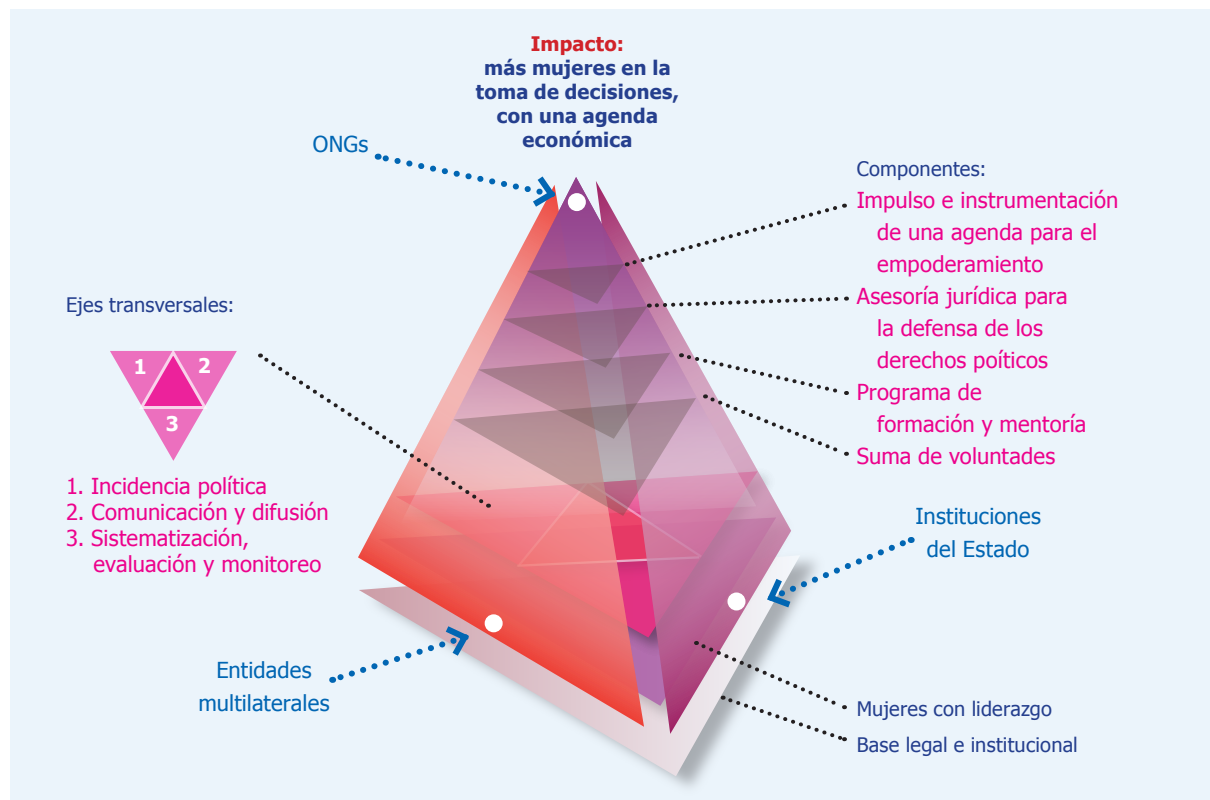 Impacto:
más mujeres en la
toma de decisiones,
con una agenda
económica
ONGs
Componentes:
Impulso e instrumentación
de una agenda para el
empoderamiento
Asesoría jurídica para
la defensa de los
derechos poíticos
Programa de
formación y mentoría
Suma de voluntades
Ejes transversales:
1 2
3
1. Incidencia política
2. Comunicación y difusión
3. Sistematización,
evaluación y monitoreo
Instituciones
del Estado
Entidades
multilaterales
Mujeres con liderazgo
Base legal e institucional